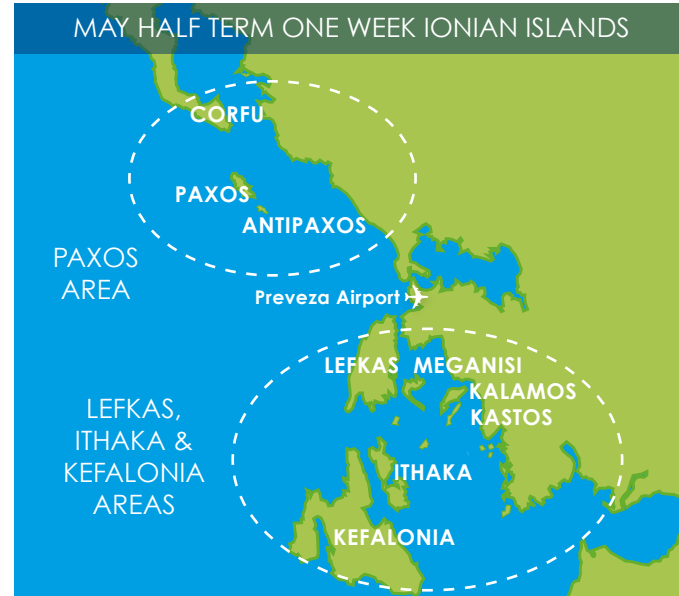 MAY HALF TERM ONE WEEK IONIAN ISLANDS
CORFU
PAXOS
ANTIPAXOS
PAXOS
AREA
Preveza Airport
LEFKAS
MEGANISI
KALAMOS
KASTOS
LEFKAS,
ITHAKA &
KEFALONIA
AREAS
ITHAKA
KEFALONIA